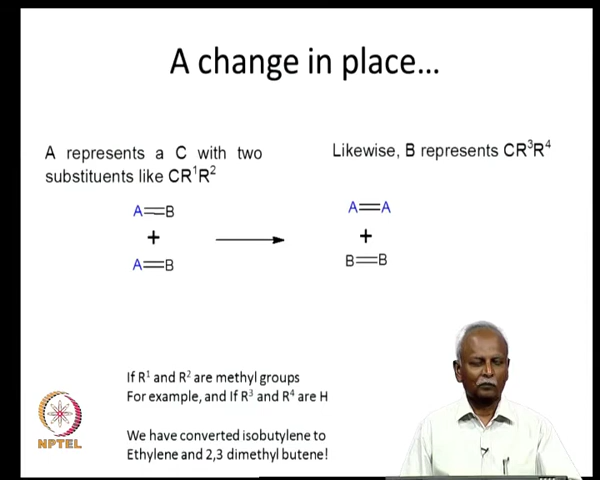 A change in place...
A represents a C with two
substituents like CR¹R²
A=B
+
A=B
Likewise, B represents CR³R⁴
A=A
+
B=B
If R¹ and R² are methyl groups
For example, and If R³ and R⁴ are H
We have converted isobutylene to
Ethylene and 2,3 dimethyl butene!
NPTEL